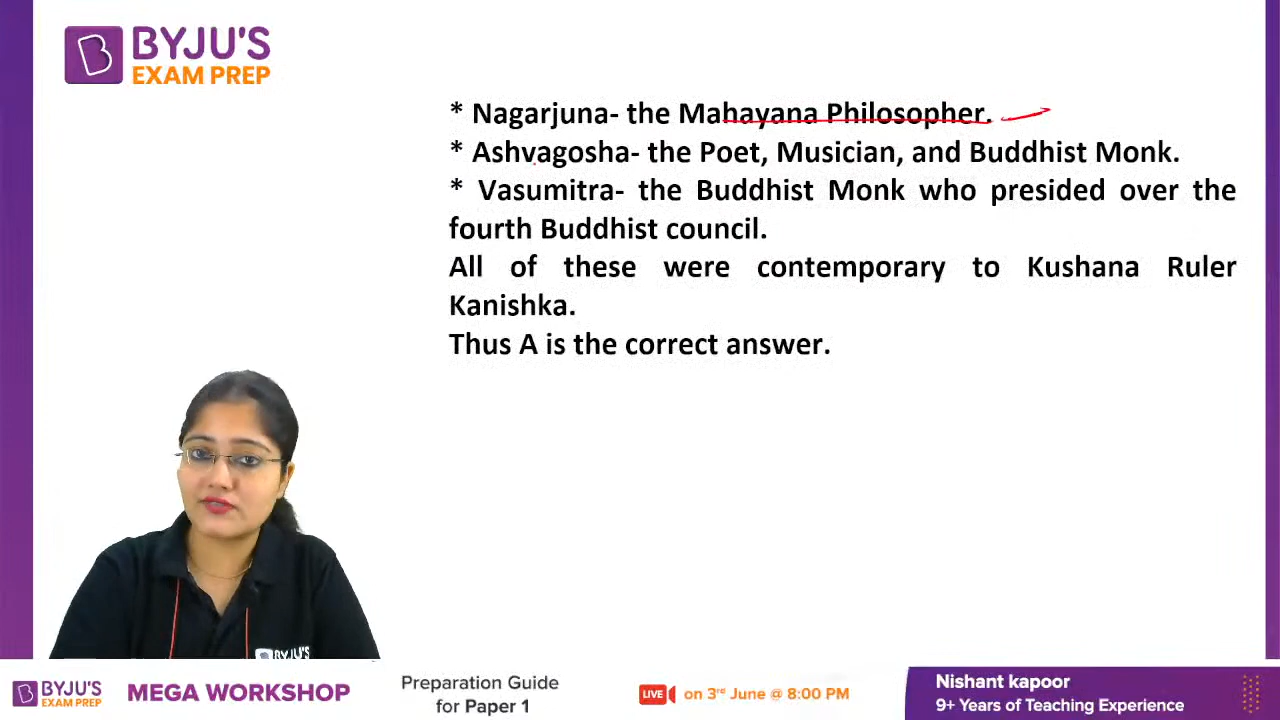 BYJU'S
EXAM PREP
* Nagarjuna- the Mahayana Philosopher.
* Ashvagosha- the Poet, Musician, and Buddhist Monk.
* Vasumitra- the Buddhist Monk who presided over the
fourth Buddhist council.
All of these were contemporary to Kushana Ruler
Kanishka.
Thus A is the correct answer.
BYJU'S
BYJU'S
EXAM PREP
MEGA WORKSHOP
Preparation Guide
for Paper 1
LIVE on 3rd June @ 8:00 PM
Nishant kapoor
9+ Years of Teaching Experience